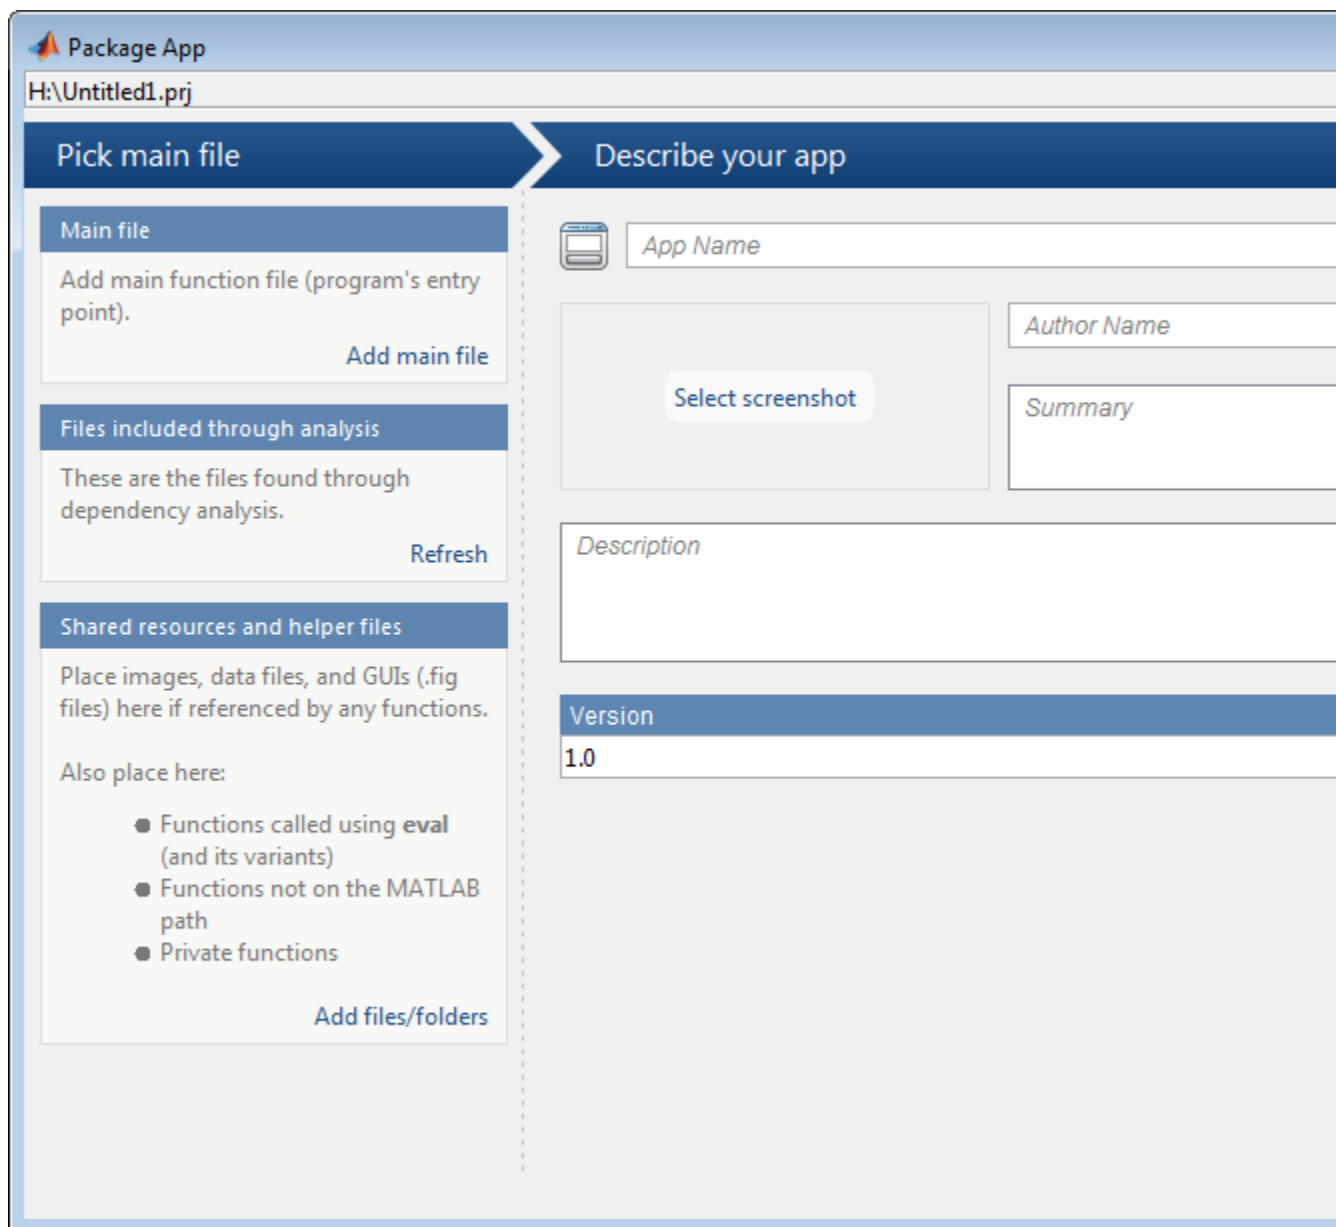 Package App
H:\Untitled1.prj
Pick main file
Describe your app
Main file
Add main function file (program's entry
point).
Add main file
Files included through analysis
These are the files found through
dependency analysis.
Refresh
Shared resources and helper files
Place images, data files, and GUIs (.fig
files) here if referenced by any functions.
Also place here:
Functions called using eval
(and its variants)
Functions not on the MATLAB
path
Private functions
Add files/folders
App Name
Select screenshot
Author Name
Summary
Description
Version
1.0